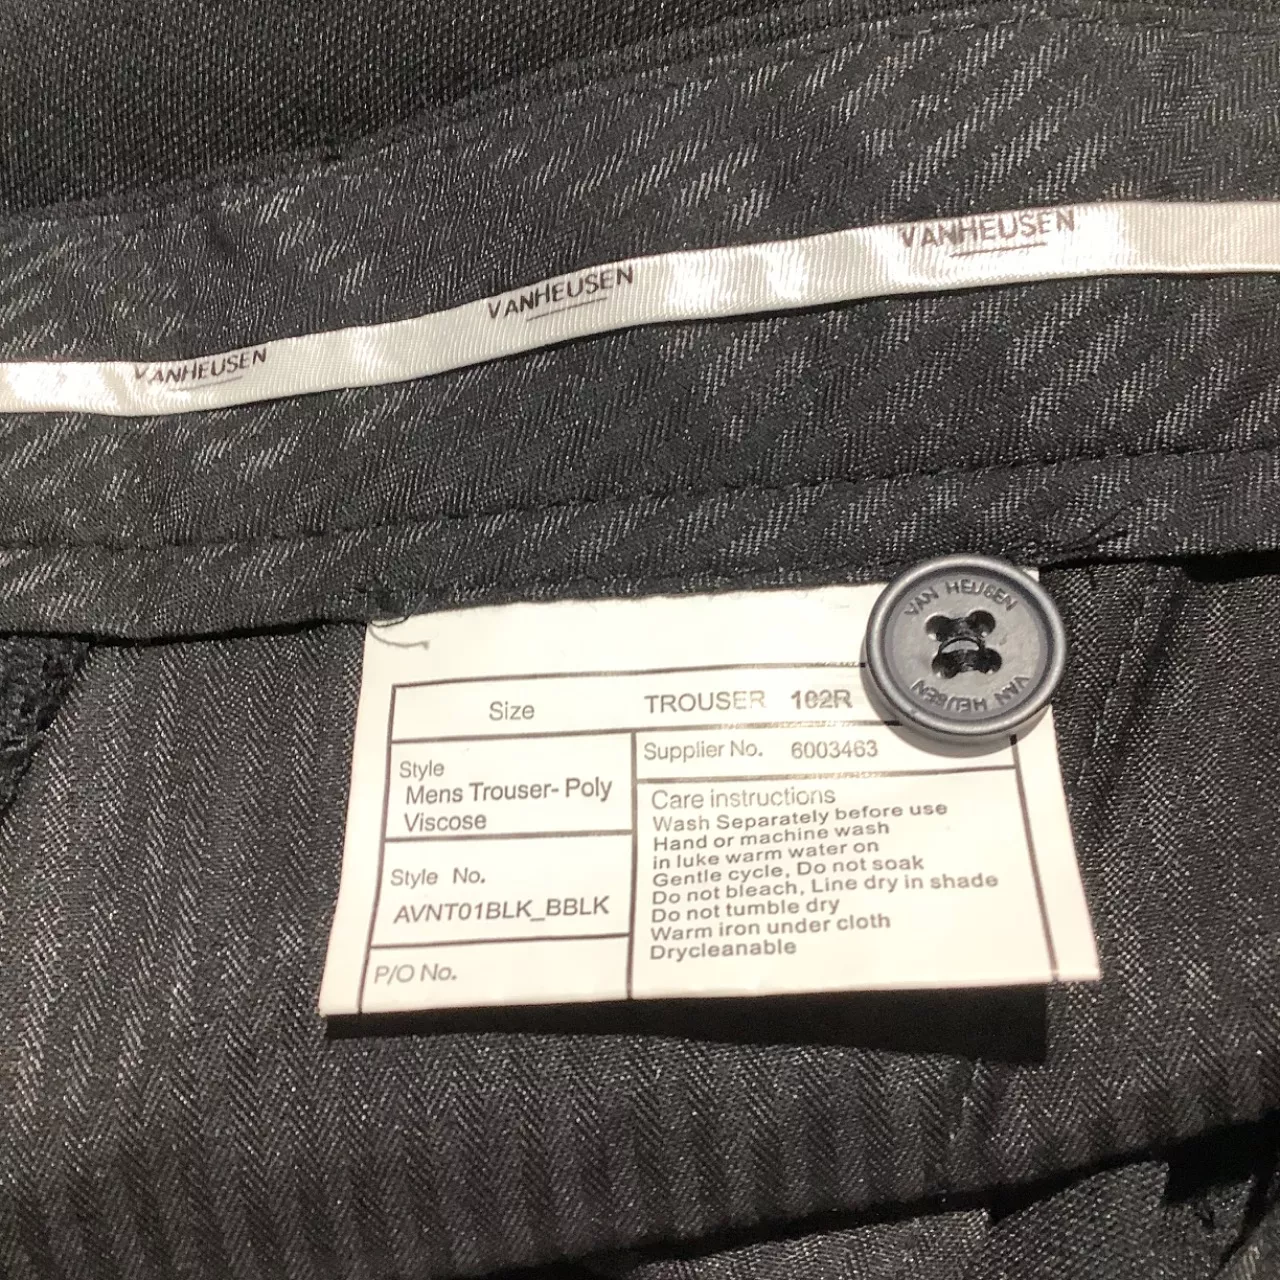 VANHEUSEN
VANHEUSEN
VANHEUSEN
VAN HEUSEN
VAN HEUSEN
Size
TROUSER 102R
Style
Mens Trouser- Poly
Viscose
Supplier No. 6003463
Style No.
AVNT01BLK_BBLK
P/O No.
Care instructions
Wash Separately before use
Hand or machine wash
in luke warm water on
Gentle cycle, Do not soak
Do not bleach, Line dry in shade
Do not tumble dry
Warm iron under cloth
Drycleanable